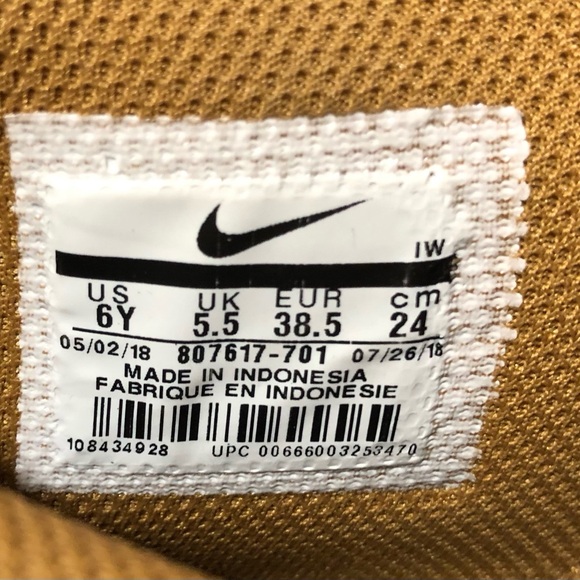 IW
US UK EUR cm
6Y 5.5 38.5 24
05/02/18 807617-701 07/26/18
MADE IN INDONESIA
FABRIQUE EN INDONESIE
108434928 UPC 00666003253470